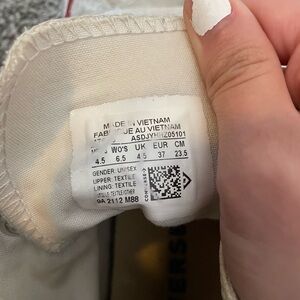 MADE IN VIETNAM
FABRIQUE AU VIETNAM
ASDJYHHZ05101
WO'S UK EUR CM
4.5 6.5 4.5 37 23.5
GENDER: UNISEX
UPPER: TEXTILE
LINING: TEXTILE
9A 2112 M88